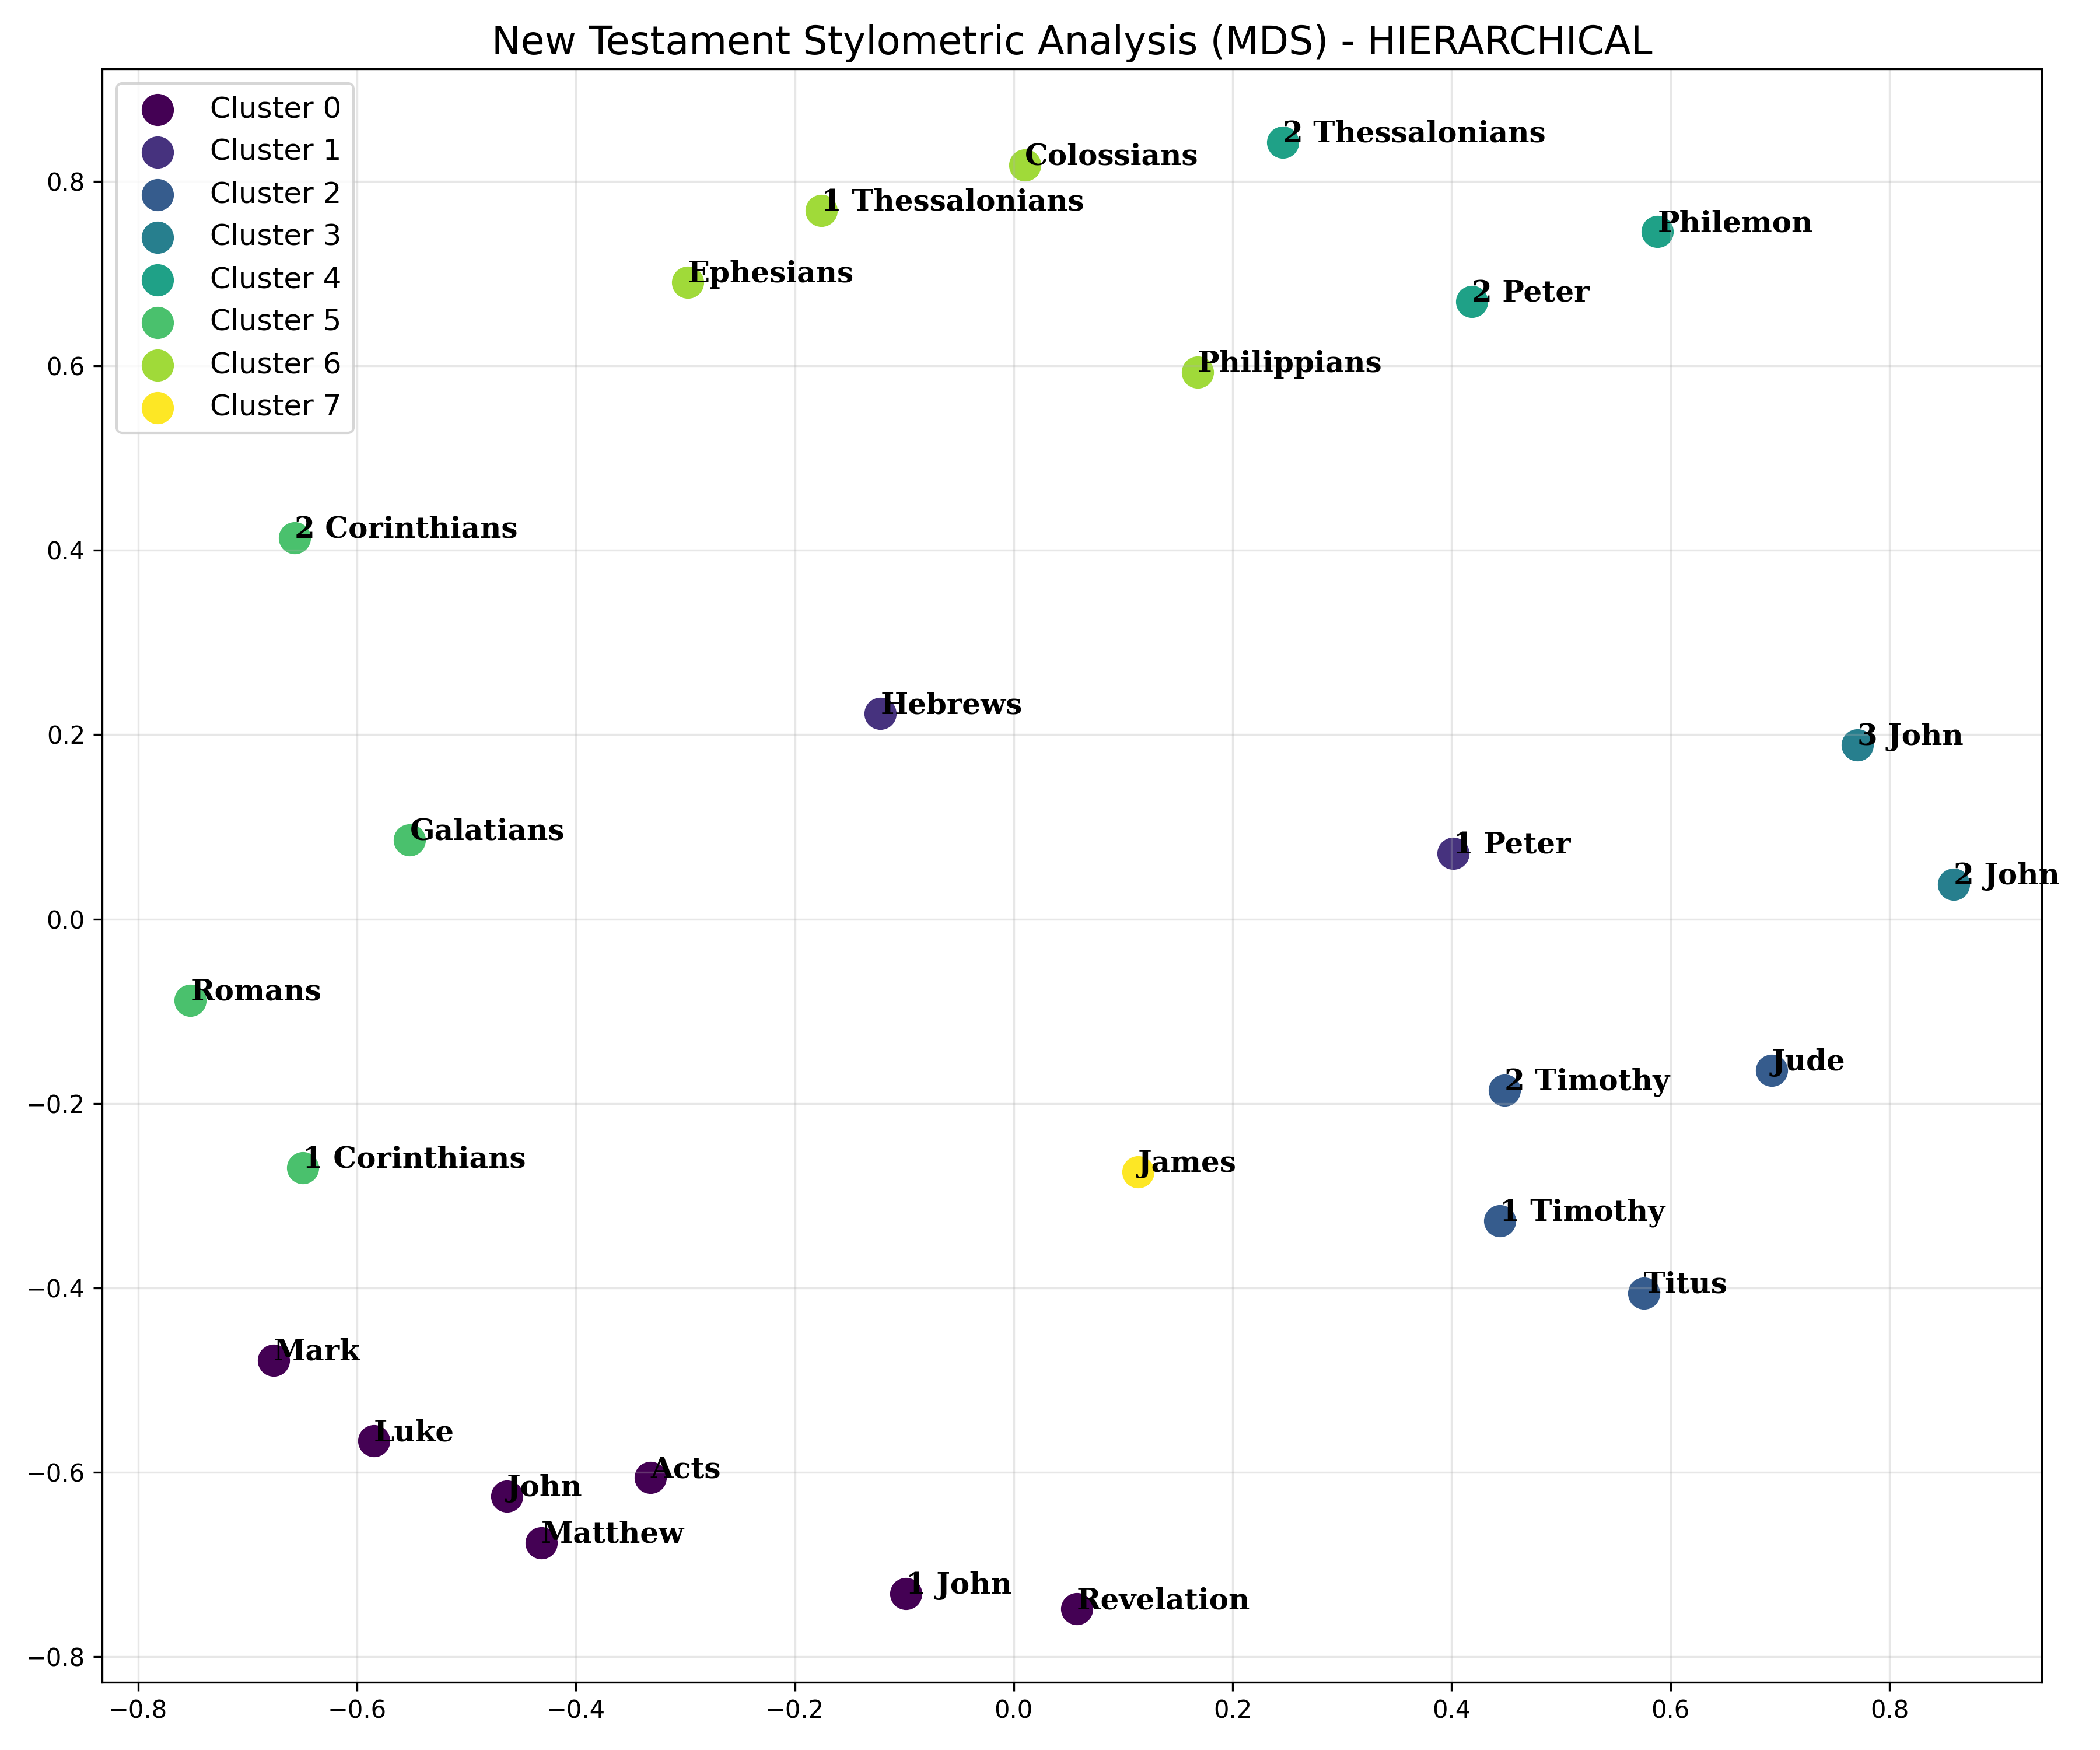 New Testament Stylometric Analysis (MDS) - HIERARCHICAL
Cluster 0
Cluster 1
Cluster 2
Cluster 3
Cluster 4
Cluster 5
Cluster 6
Cluster 7
2 Thessalonians
Colossians
1 Thessalonians
Philemon
Ephesians
2 Peter
Philippians
2 Corinthians
Hebrews
3 John
Galatians
1 Peter
2 John
Romans
Jude
2 Timothy
1 Corinthians
James
1 Timothy
Titus
Mark
Luke
Acts
John
Matthew
1 John
Revelation
0.8
0.6
0.4
0.2
0.0
−0.2
−0.4
−0.6
−0.8
−0.8 −0.6 −0.4 −0.2 0.0 0.2 0.4 0.6 0.8